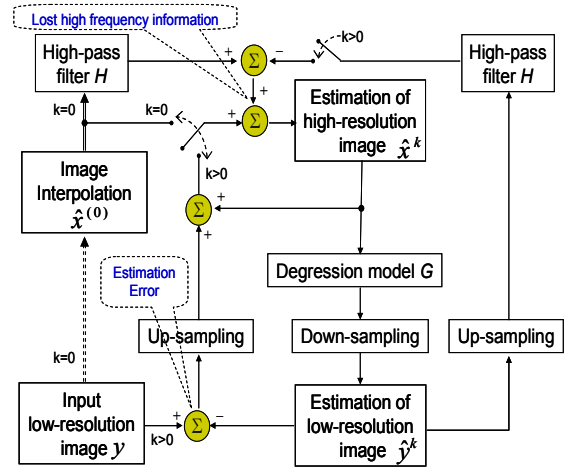 Lost high frequency information
High-pass
filter H
+
Σ
−
k>0
High-pass
filter H
+
k=0
k=0
+
Σ
Estimation of
high-resolution
image x̂ᵏ
Image
Interpolation
x̂⁽⁰⁾
k>0
+
Σ
+
Estimation
Error
Degression model G
Up-sampling
Down-sampling
Up-sampling
k=0
Input
low-resolution
image y
+
k>0
Σ
−
Estimation of
low-resolution
image ŷᵏ